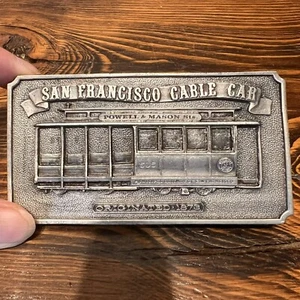 SAN FRANCISCO CABLE CAR
POWELL & MASON Sts
ORIGINATED 1873